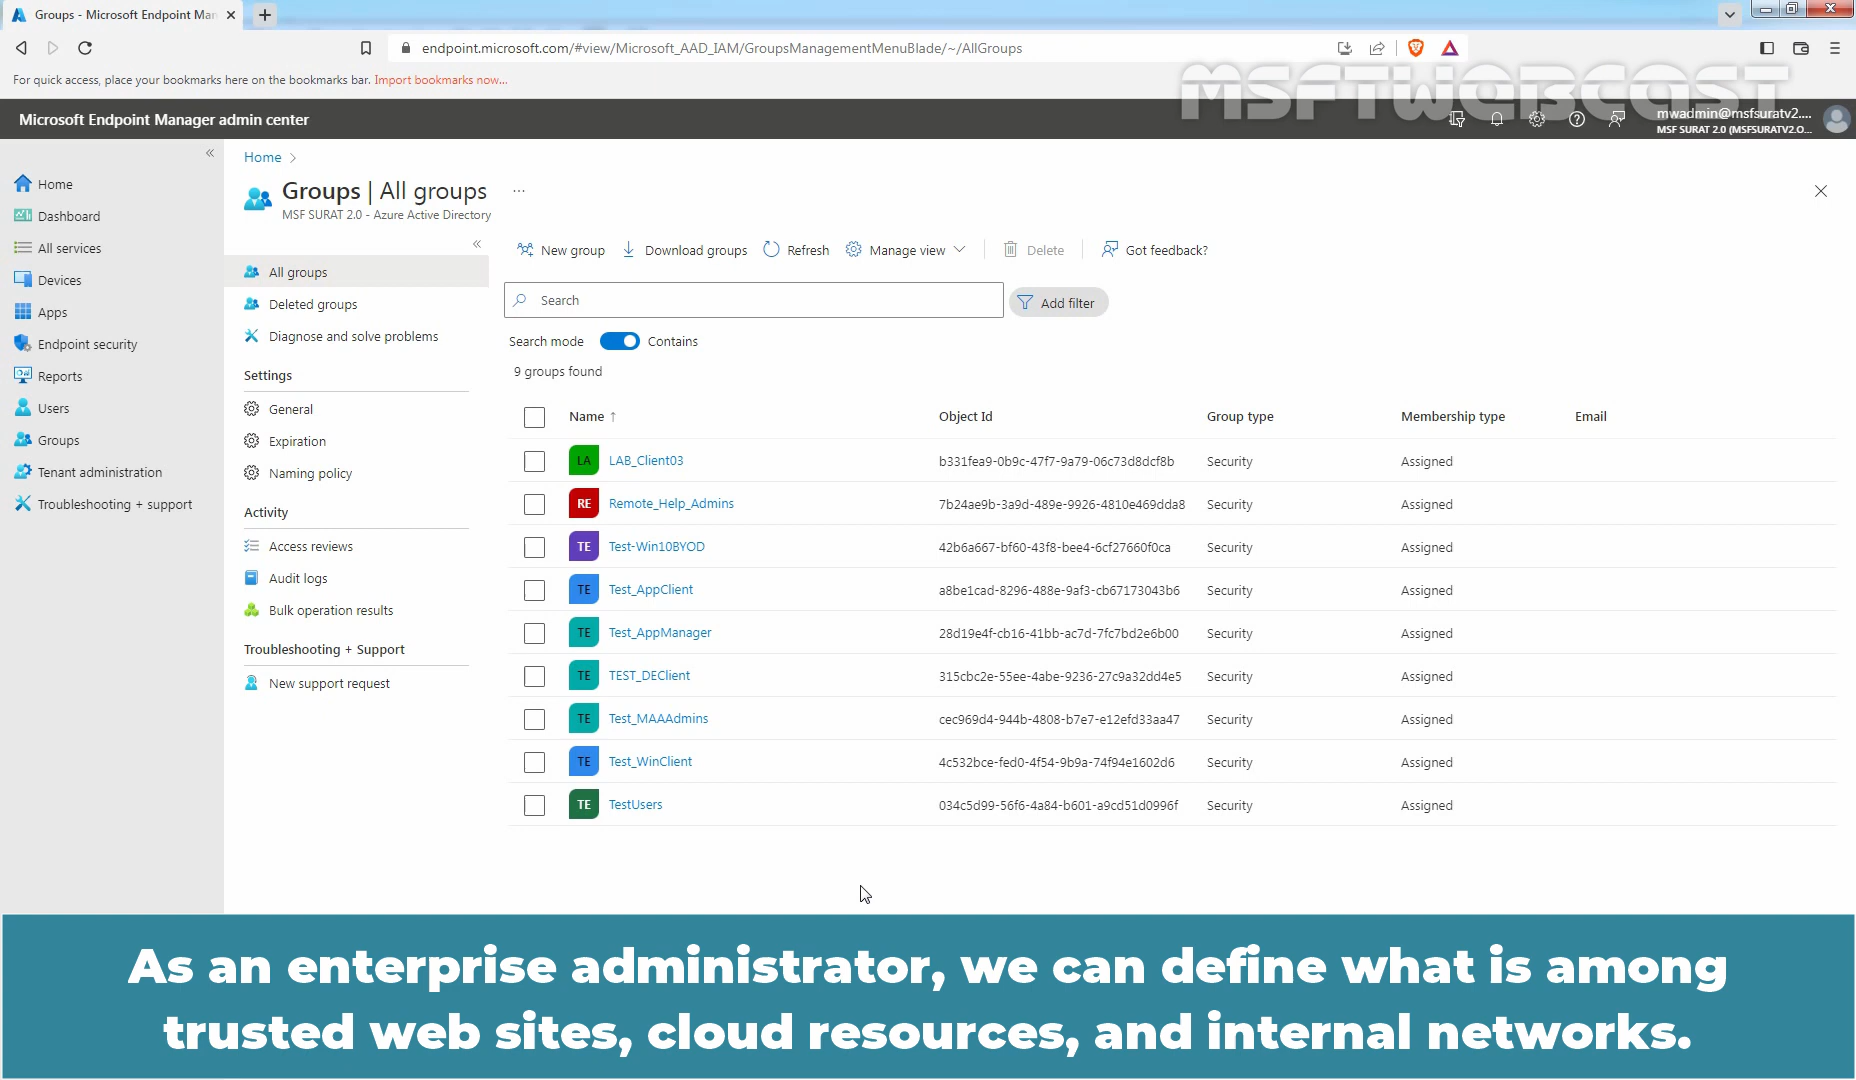 Groups - Microsoft Endpoint Man
endpoint.microsoft.com/#view/Microsoft_AAD_IAM/GroupsManagementMenuBlade/~/AllGroups
For quick access, place your bookmarks here on the bookmarks bar. Import bookmarks now...
MSFTWEBCAST
Microsoft Endpoint Manager admin center
mwadmin@msfsuratv2....
MSF SURAT 2.0 (MSFSURATV2.O...
Home
Dashboard
All services
Devices
Apps
Endpoint security
Reports
Users
Groups
Tenant administration
Troubleshooting + support
Home
Groups | All groups
MSF SURAT 2.0 - Azure Active Directory
All groups
Deleted groups
Diagnose and solve problems
Settings
General
Expiration
Naming policy
Activity
Access reviews
Audit logs
Bulk operation results
Troubleshooting + Support
New support request
New group Download groups Refresh Manage view Delete Got feedback?
Search Add filter
Search mode Contains
9 groups found
Name Object Id Group type Membership type Email
LA LAB_Client03 b331fea9-0b9c-47f7-9a79-06c73d8dcf8b Security Assigned
RE Remote_Help_Admins 7b24ae9b-3a9d-489e-9926-4810e469dda8 Security Assigned
TE Test-Win10BYOD 42b6a667-bf60-43f8-bee4-6cf27660f0ca Security Assigned
TE Test_AppClient a8be1cad-8296-488e-9af3-cb67173043b6 Security Assigned
TE Test_AppManager 28d19e4f-cb16-41bb-ac7d-7fc7bd2e6b00 Security Assigned
TE TEST_DEClient 315cbc2e-55ee-4abe-9236-27c9a32dd4e5 Security Assigned
TE Test_MAAAdmins cec969d4-944b-4808-b7e7-e12efd33aa47 Security Assigned
TE Test_WinClient 4c532bce-fed0-4f54-9b9a-74f94e1602d6 Security Assigned
TE TestUsers 034c5d99-56f6-4a84-b601-a9cd51d0996f Security Assigned
As an enterprise administrator, we can define what is among
trusted web sites, cloud resources, and internal networks.